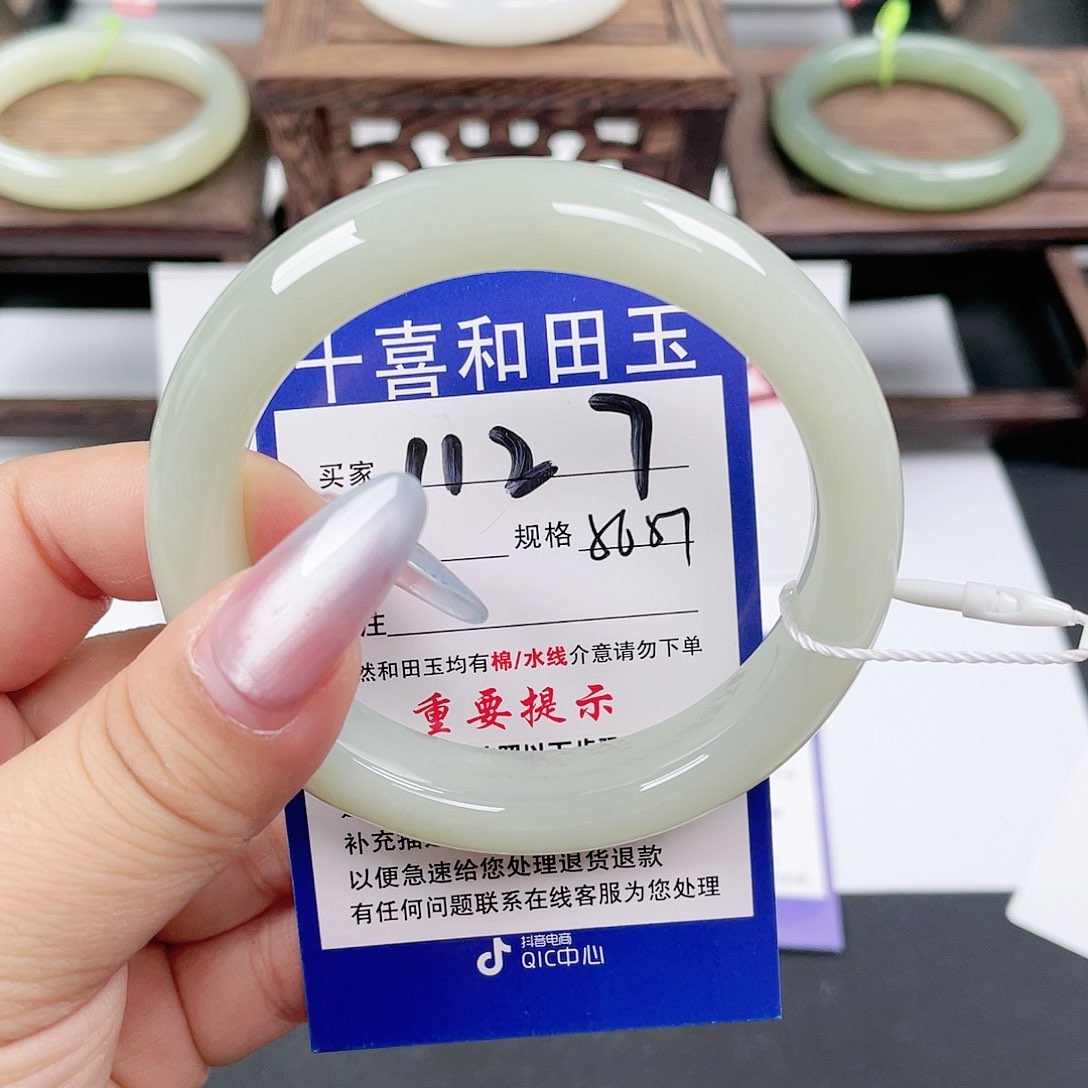 十喜和田玉
买家 1127
规格
注
然和田玉均有棉/水线介意请勿下单
重要提示
补充
以便急速给您处理退货退款
有任何问题联系在线客服为您处理
抖音电商
QIC中心